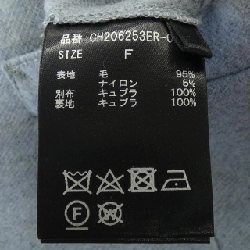 品番 CH206253ER-0
SIZE F
表地 毛 95%
ナイロン 5%
別布 キュプラ 100%
裏地 キュプラ 100%
F W